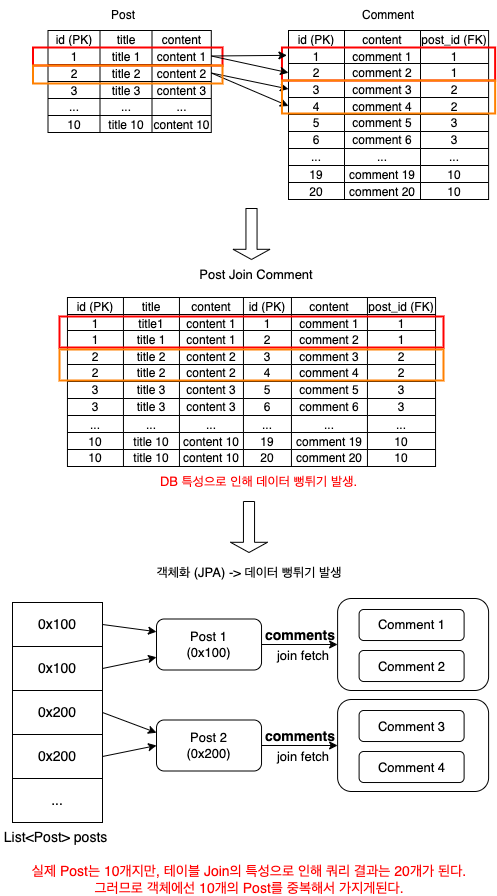 Post
id (PK) title content
1 title 1 content 1
2 title 2 content 2
3 title 3 content 3
... ... ...
10 title 10 content 10
Comment
id (PK) content post_id (FK)
1 comment 1 1
2 comment 2 1
3 comment 3 2
4 comment 4 2
5 comment 5 3
6 comment 6 3
... ... ...
19 comment 19 10
20 comment 20 10
Post Join Comment
id (PK) title content id (PK) content post_id (FK)
1 title1 content 1 1 comment 1 1
1 title 1 content 1 2 comment 2 1
2 title 2 content 2 3 comment 3 2
2 title 2 content 2 4 comment 4 2
3 title 3 content 3 5 comment 5 3
3 title 3 content 3 6 comment 6 3
... ... ... ... ... ...
10 title 10 content 10 19 comment 19 10
10 title 10 content 10 20 comment 20 10
DB 특성으로 인해 데이터 뻥튀기 발생.
객체화 (JPA) -> 데이터 뻥튀기 발생
0x100
0x100
0x200
0x200
...
List<Post> posts
Post 1
(0x100)
comments
join fetch
Comment 1
Comment 2
Post 2
(0x200)
comments
join fetch
Comment 3
Comment 4
실제 Post는 10개지만, 테이블 Join의 특성으로 인해 쿼리 결과는 20개가 된다.
그러므로 객체에선 10개의 Post를 중복해서 가지게된다.